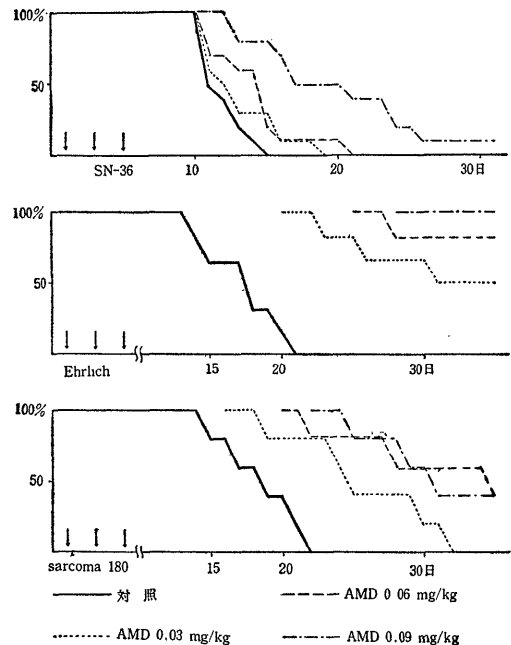 100%
50
10
20
30日
SN-36
100%
50
15
20
30日
Ehrlich
100%
50
15
20
30日
sarcoma 180
対 照
AMD 0 06 mg/kg
AMD 0.03 mg/kg
AMD 0.09 mg/kg